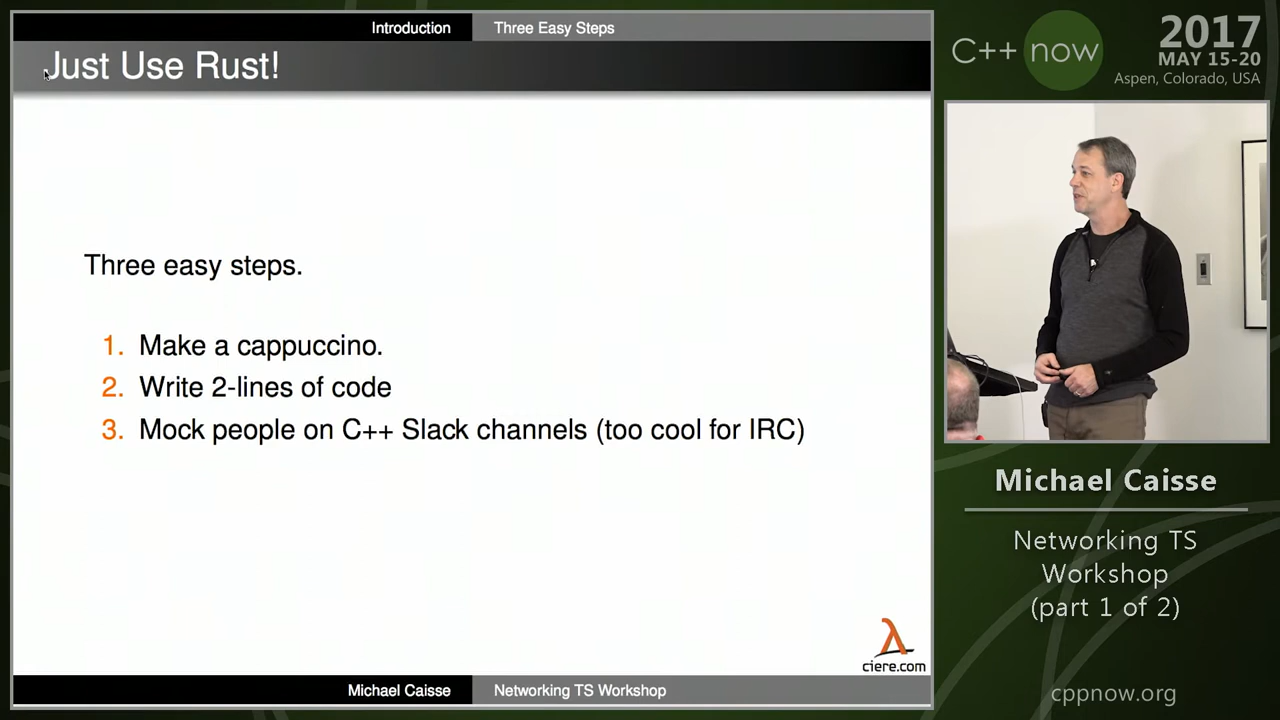 Introduction
Three Easy Steps
Just Use Rust!
Three easy steps.
1. Make a cappuccino.
2. Write 2-lines of code
3. Mock people on C++ Slack channels (too cool for IRC)
ciere.com
Michael Caisse
Networking TS Workshop
C++ now
2017
MAY 15-20
Aspen, Colorado, USA
Michael Caisse
Networking TS
Workshop
(part 1 of 2)
cppnow.org